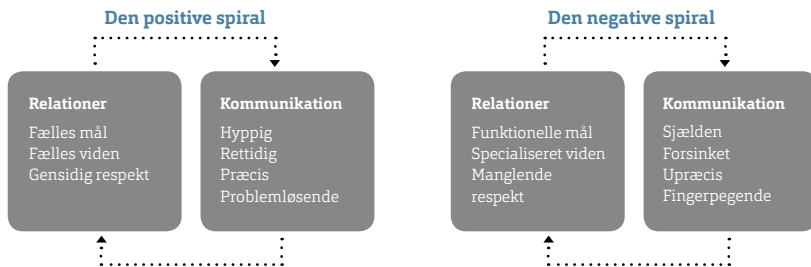 Den positive spiral
Relationer
Fælles mål
Fælles viden
Gensidig respekt
Kommunikation
Hyppig
Rettidig
Præcis
Problemløsende
Den negative spiral
Relationer
Funktionelle mål
Specialiseret viden
Manglende
respekt
Kommunikation
Sjælden
Forsinket
Upræcis
Fingerpegende